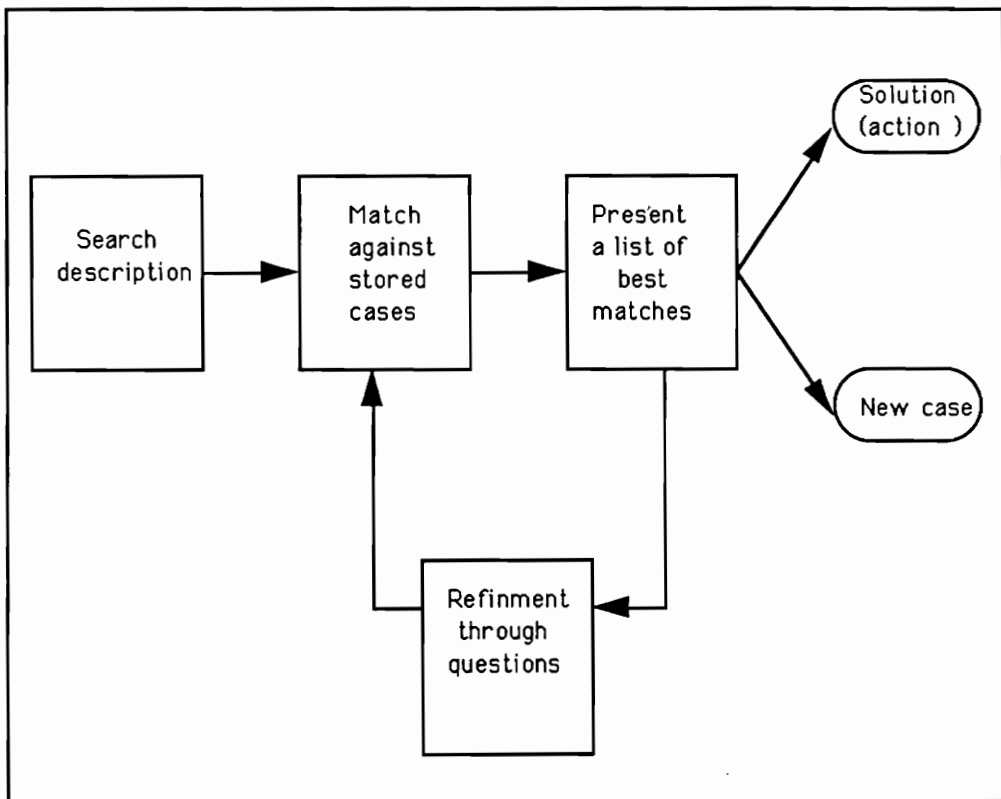 Search
description
Match
against
stored
cases
Present
a list of
best
matches
Solution
(action )
New case
Refinment
through
questions